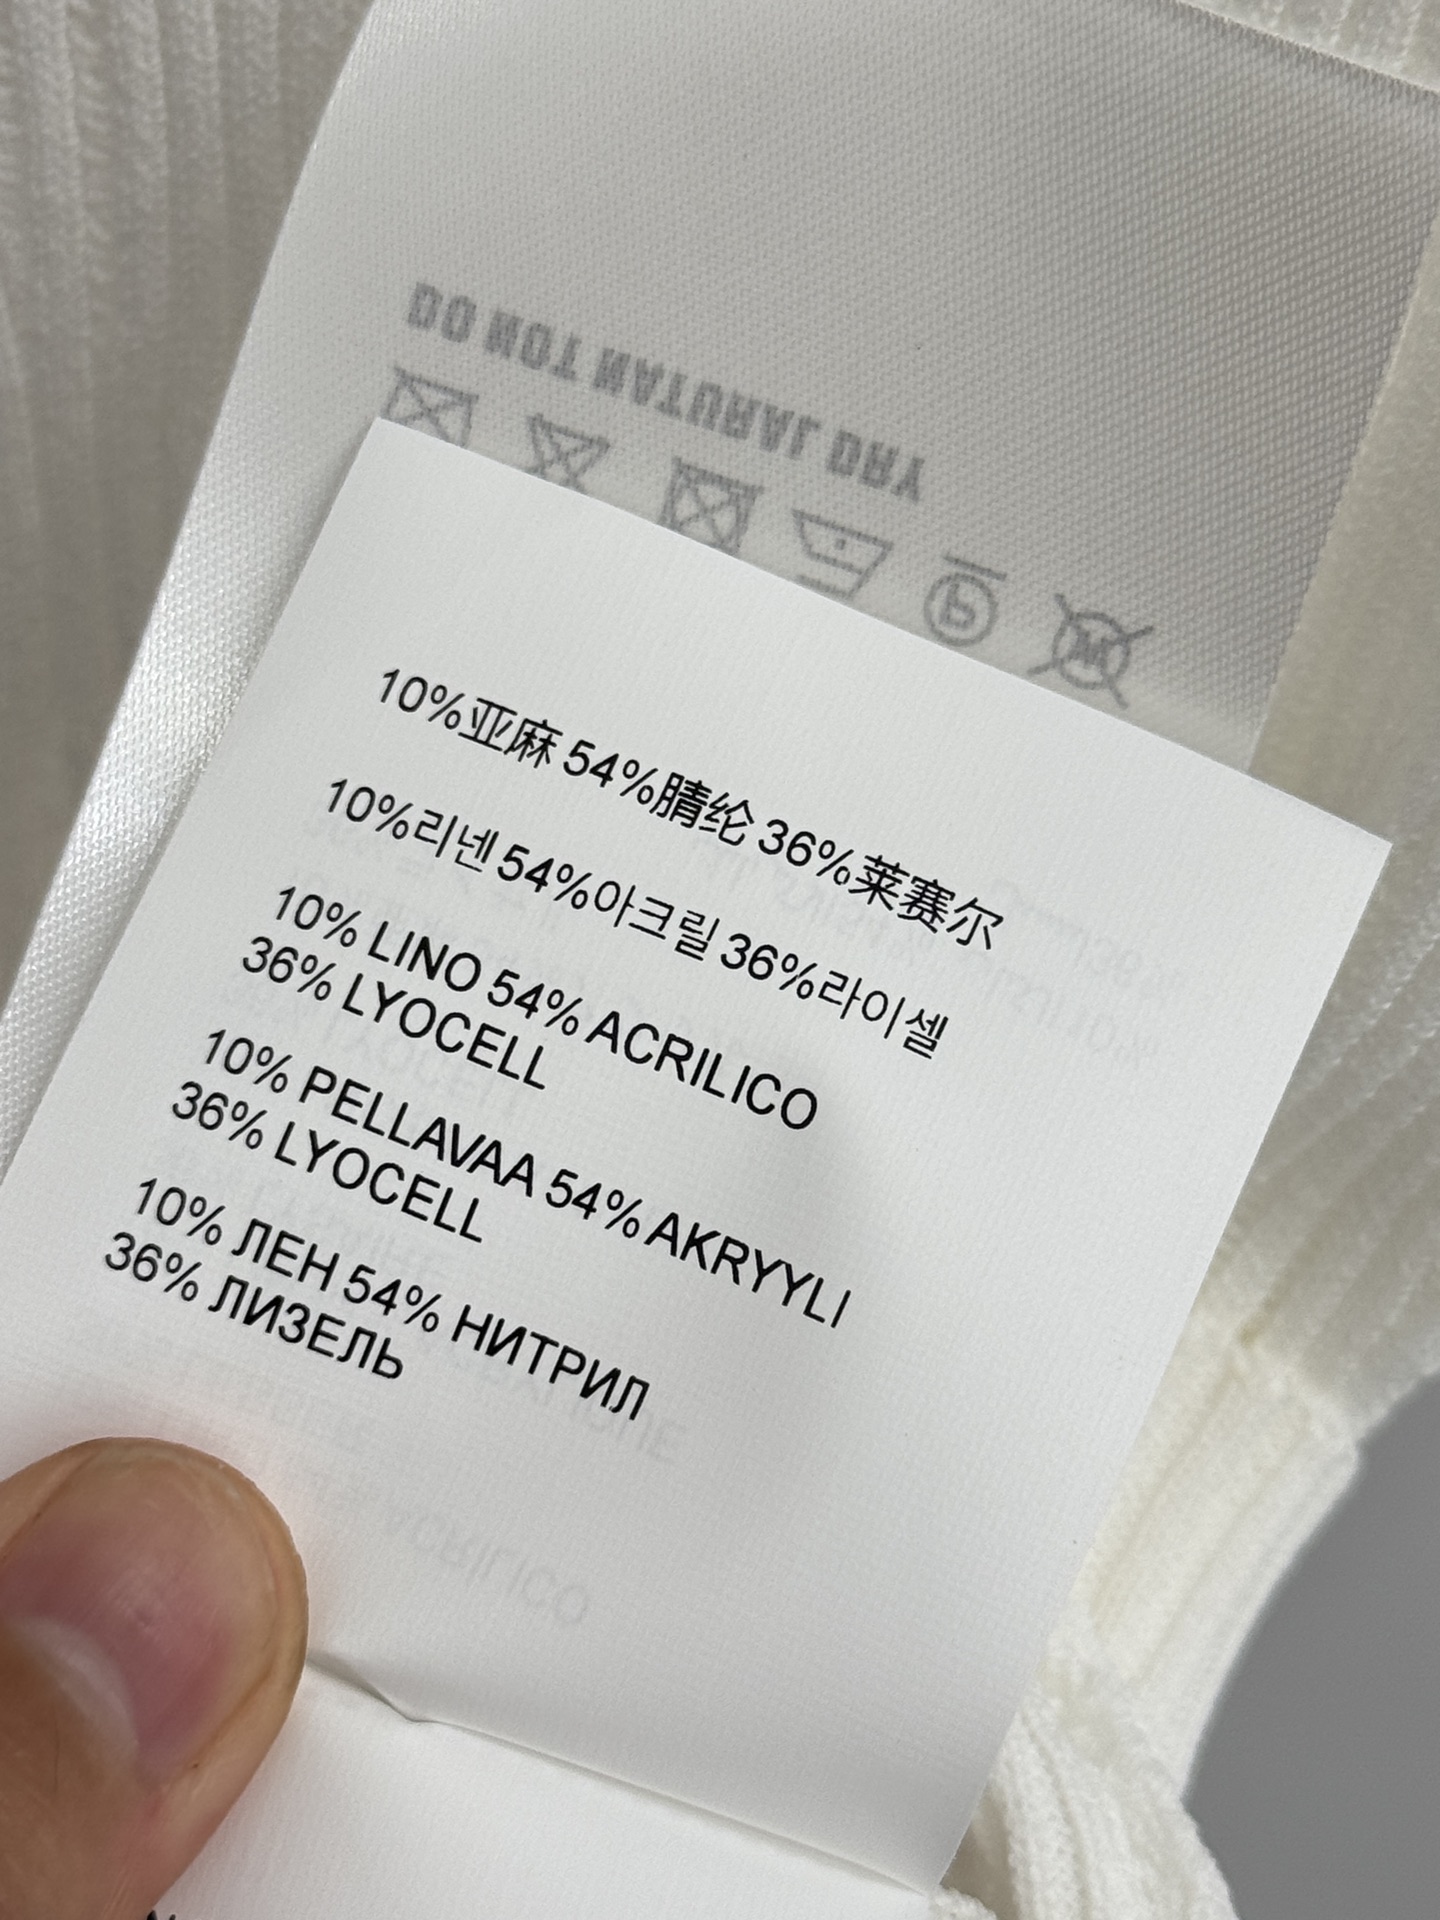 DO NOT NATURAL DRY
10%亚麻 54%腈纶 36%莱赛尔
10%리넨 54%아크릴 36%라이셀
10% LINO 54% ACRILICO
36% LYOCELL
10% PELLAVAA 54% AKRYYLI
36% LYOCELL
10% ЛЕН 54% НИТРИЛ
36% ЛИЗЕЛЬ
ACRILICO